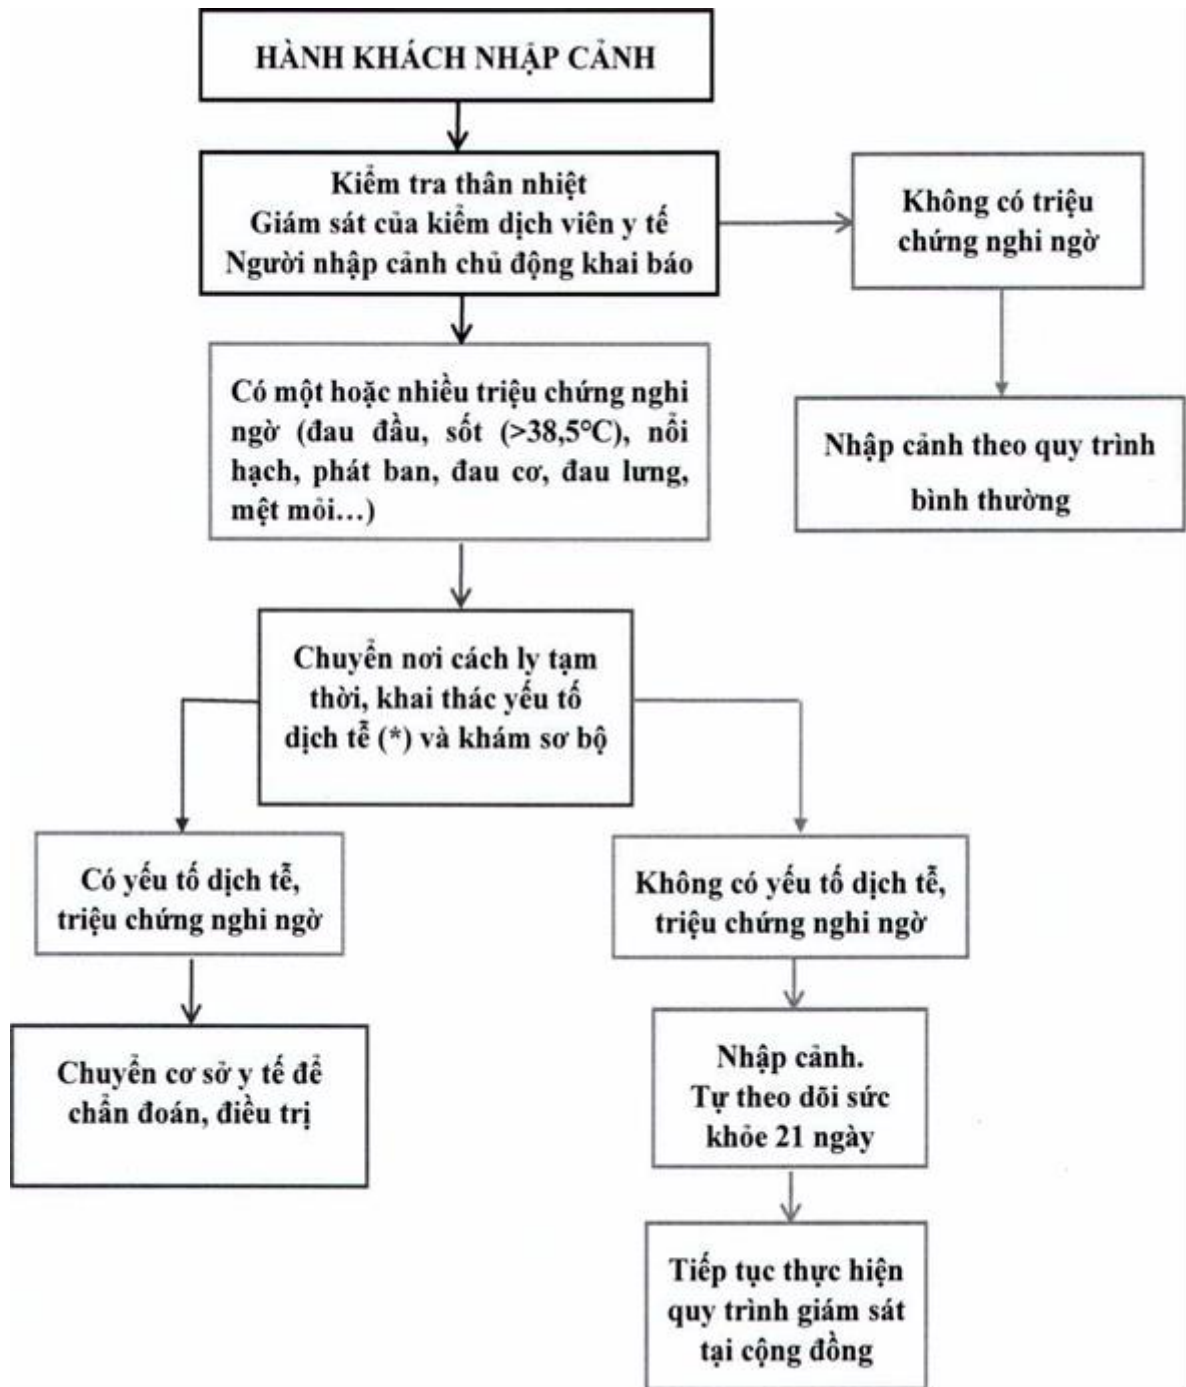 HÀNH KHÁCH NHẬP CẢNH
Kiểm tra thân nhiệt
Giám sát của kiểm dịch viên y tế
Người nhập cảnh chủ động khai báo
Không có triệu
chứng nghi ngờ
Có một hoặc nhiều triệu chứng nghi
ngờ (đau đầu, sốt (>38,5°C), nổi
hạch, phát ban, đau cơ, đau lưng,
mệt mỏi…)
Nhập cảnh theo quy trình
bình thường
Chuyển nơi cách ly tạm
thời, khai thác yếu tố
dịch tễ (*) và khám sơ bộ
Có yếu tố dịch tễ,
triệu chứng nghi ngờ
Không có yếu tố dịch tễ,
triệu chứng nghi ngờ
Chuyển cơ sở y tế để
chẩn đoán, điều trị
Nhập cảnh.
Tự theo dõi sức
khỏe 21 ngày
Tiếp tục thực hiện
quy trình giám sát
tại cộng đồng